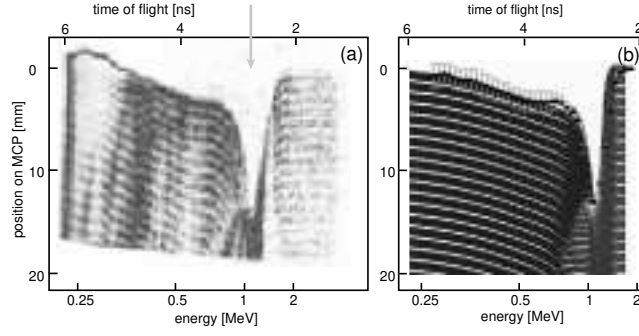 time of flight [ns]
6 4 2
(a)
position on MCP [mm]
0
10
20
0.25 0.5 1 2
energy [MeV]
time of flight [ns]
6 3 2
(b)
0
10
20
0.25 0.5 1 2
energy [MeV]